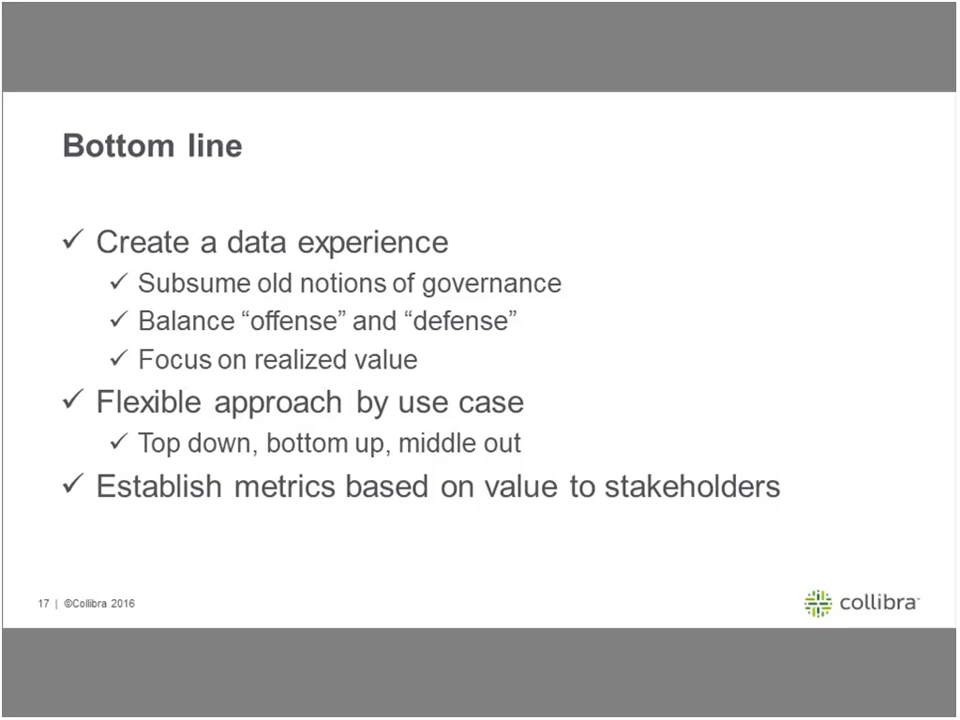 Bottom line
✓ Create a data experience
✓ Subsume old notions of governance
✓ Balance “offense” and “defense”
✓ Focus on realized value
✓ Flexible approach by use case
✓ Top down, bottom up, middle out
✓ Establish metrics based on value to stakeholders
17 | ©Collibra 2016
collibra